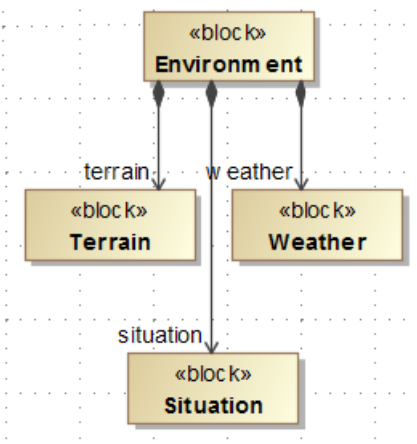 «block»
Environment
terrain
weather
«block»
Terrain
«block»
Weather
situation
«block»
Situation